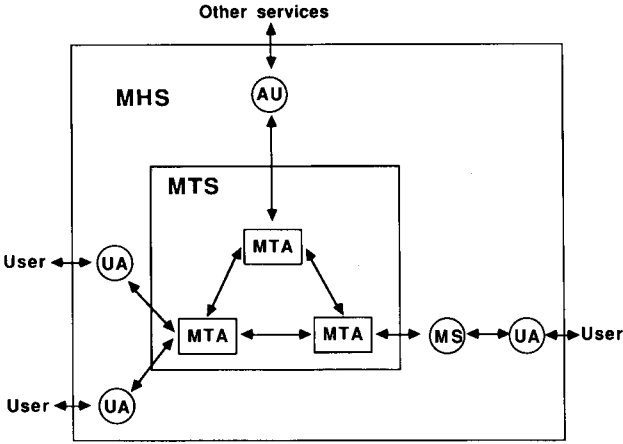 Other services
AU
MHS
MTS
MTA
User
UA
MTA
MTA
MS
UA
User
User
UA